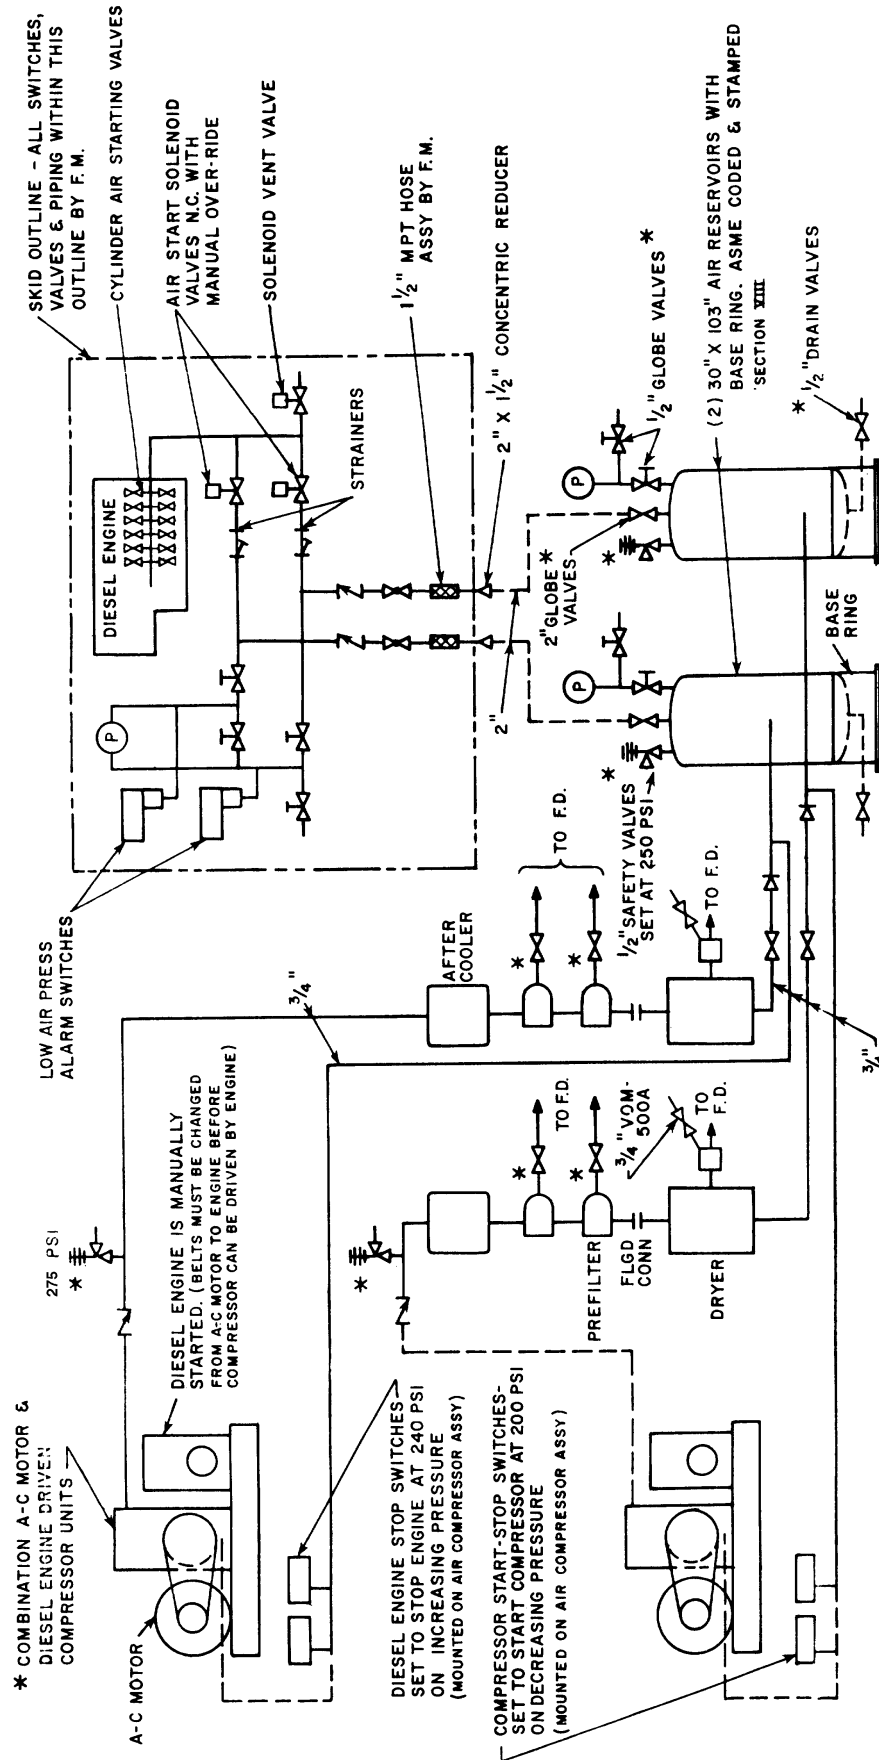 * COMBINATION A-C MOTOR &
DIESEL ENGINE DRIVEN
COMPRESSOR UNITS
A-C MOTOR
275 PSI
*
DIESEL ENGINE IS MANUALLY
STARTED. (BELTS MUST BE CHANGED
FROM A-C MOTOR TO ENGINE BEFORE
COMPRESSOR CAN BE DRIVEN BY ENGINE)
DIESEL ENGINE STOP SWITCHES-
SET TO STOP ENGINE AT 240 PSI
ON INCREASING PRESSURE
(MOUNTED ON AIR COMPRESSOR ASSY)
COMPRESSOR START-STOP SWITCHES-
SET TO START COMPRESSOR AT 200 PSI
ON DECREASING PRESSURE
(MOUNTED ON AIR COMPRESSOR ASSY)
LOW AIR PRESS
ALARM SWITCHES
3/4"
AFTER
COOLER
*
*
TO F.D.
*
*
*
TO F.D.
PREFILTER
FLGD
CONN
3/4" VOM-
500A
TO
F.D.
DRYER
1/2" SAFETY VALVES
SET AT 250 PSI
TO F.D.
3/4"
SKID OUTLINE - ALL SWITCHES,
VALVES & PIPING WITHIN THIS
OUTLINE BY F.M.
CYLINDER AIR STARTING VALVES
AIR START SOLENOID
VALVES N.C. WITH
MANUAL OVER-RIDE
SOLENOID VENT VALVE
DIESEL ENGINE
P
STRAINERS
1 1/2" MPT HOSE
ASSY BY F.M.
2" X 1 1/2" CONCENTRIC REDUCER
2"
2" GLOBE *
VALVES
1/2" GLOBE VALVES *
P
P
*
*
(2) 30" X 103" AIR RESERVOIRS WITH
BASE RING. ASME CODED & STAMPED
SECTION VIII
BASE
RING
* 1/2" DRAIN VALVES